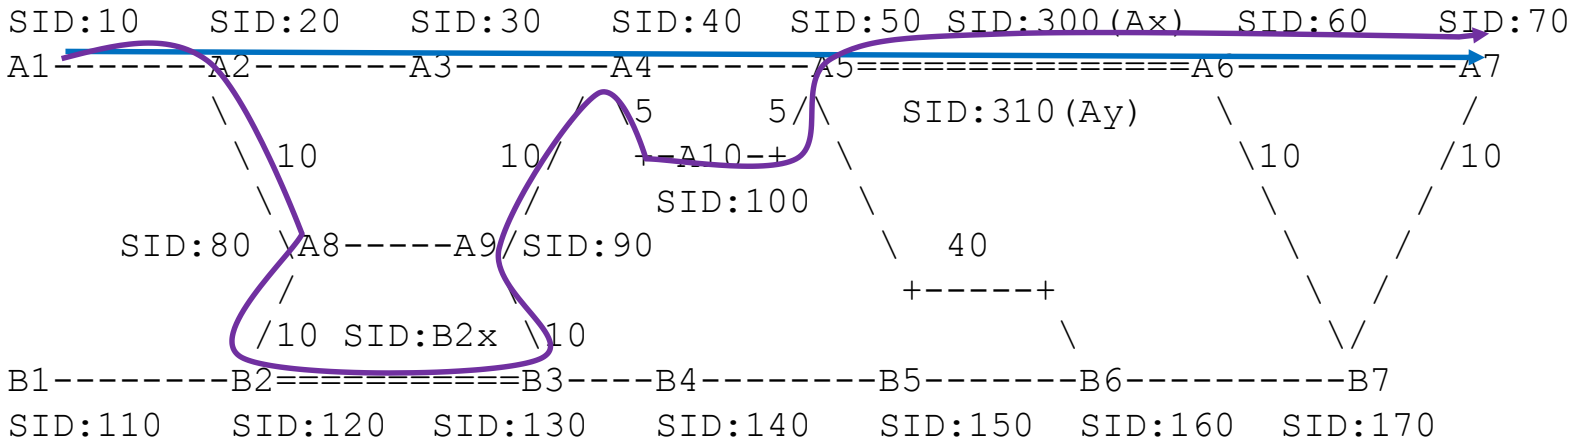 SID:10 SID:20 SID:30 SID:40 SID:50 SID:300(Ax) SID:60 SID:70
A1--------A2-------A3-------A4-------A5===============A6----------A7
\ / \5 5/\ SID:310(Ay) \ /
\10 10/ +-A10-+ \ \10 /10
\ / SID:100 \ \ /
SID:80 \A8-----A9/SID:90 \ 40 \ /
/ \ +-----+ \ /
/10 SID:B2x \10 \ \ /
B1--------B2===========B3----B4--------B5-------B6----------B7
SID:110 SID:120 SID:130 SID:140 SID:150 SID:160 SID:170